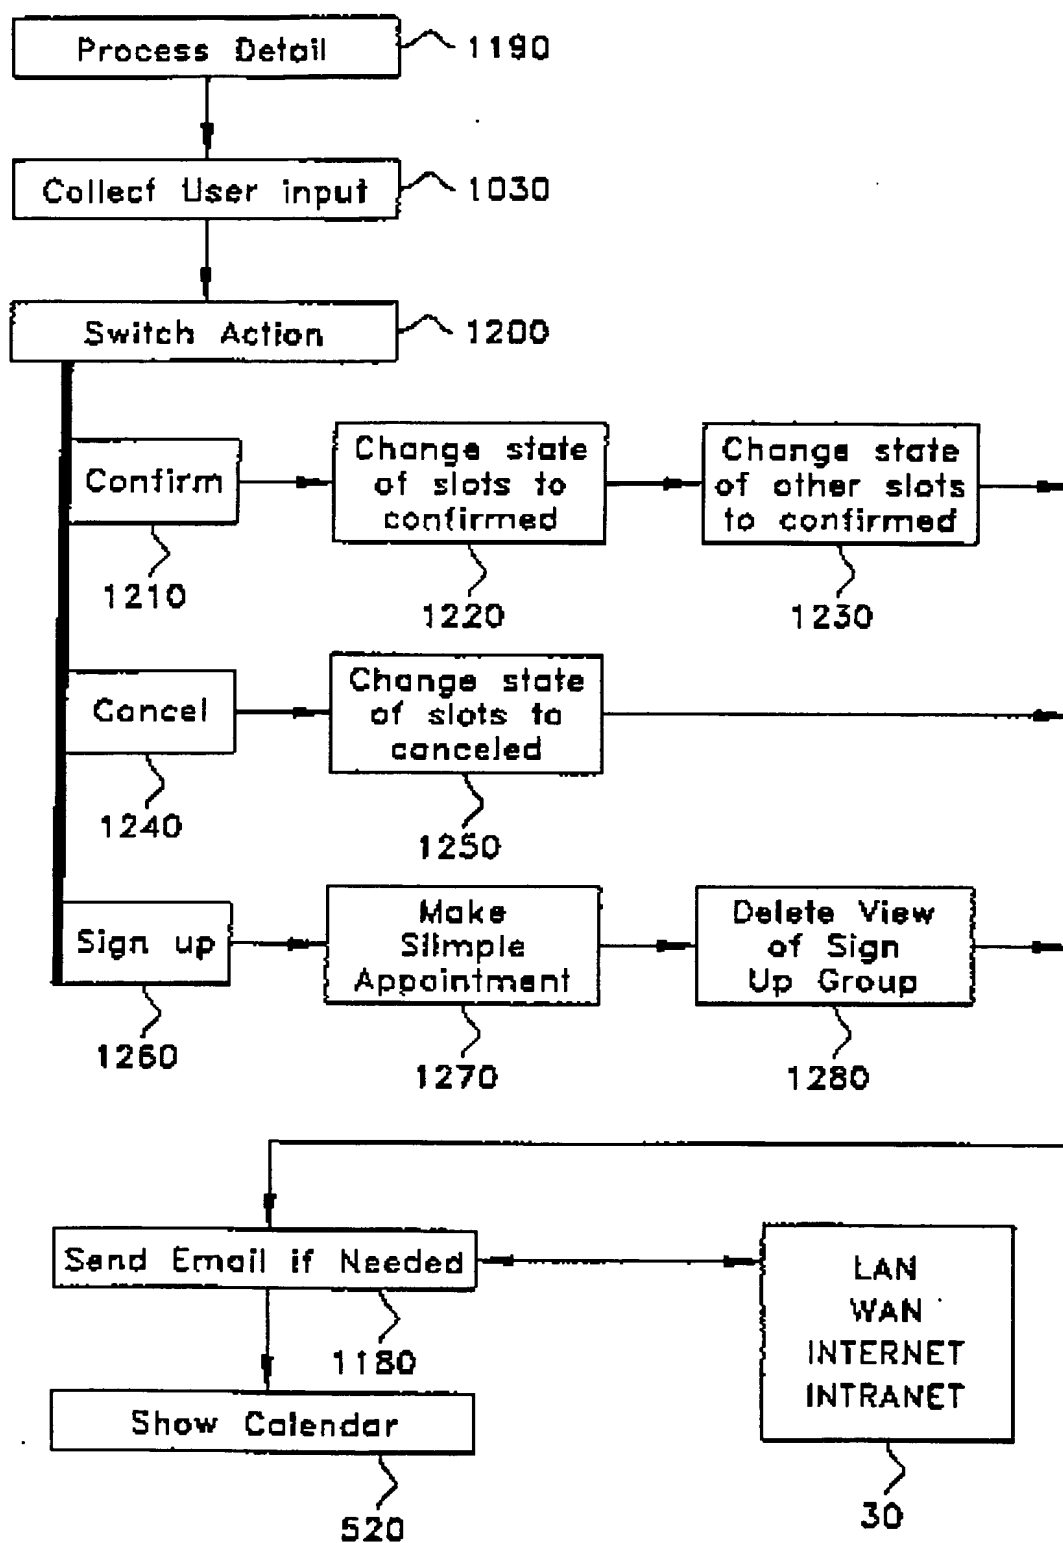 Process Detail
1190
Collecf User input
1030
Switch Action
1200
Confirm
1210
Change state
of slots to
confirmed
1220
Change state
of other slots
to confirmed
1230
Cancel
1240
Change state
of slots to
canceled
1250
Sign up
1260
Make
Silmple
Appointment
1270
Delete View
of Sign
Up Group
1280
Send Email if Needed
1180
LAN
WAN
INTERNET
INTRANET
30
Show Calendar
520